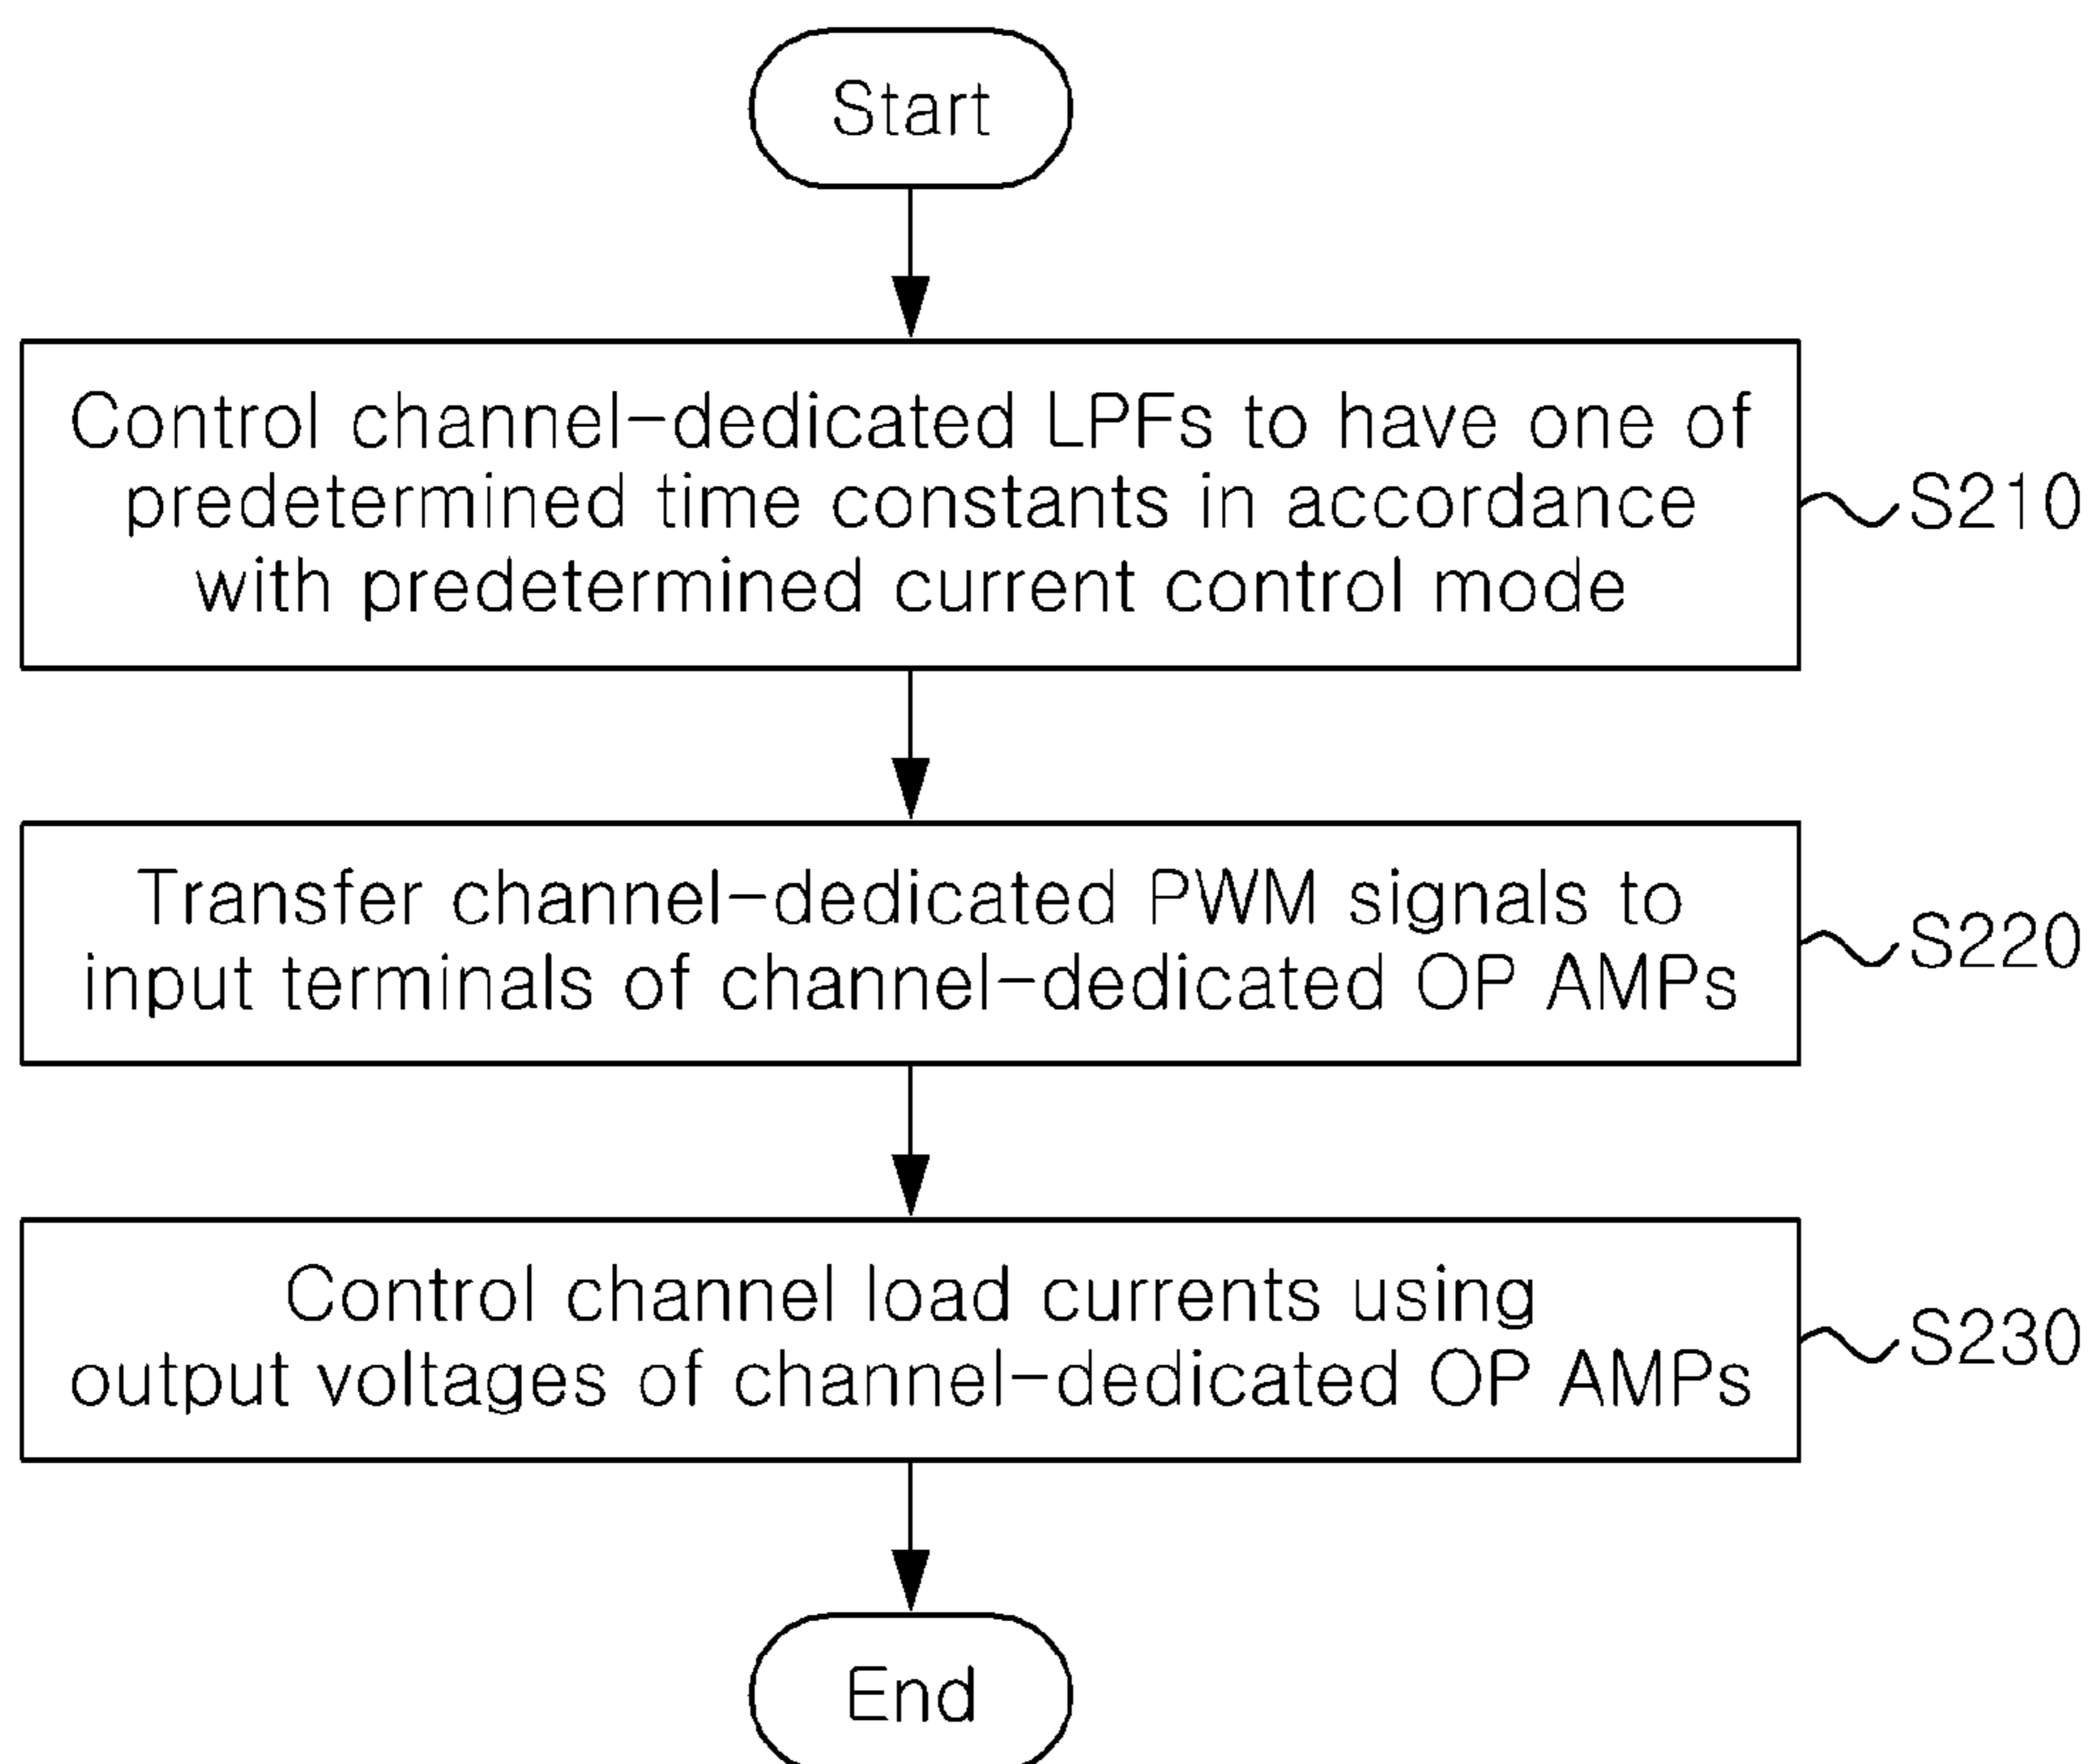 Start
Control channel-dedicated LPFs to have one of
predetermined time constants in accordance
with predetermined current control mode
S210
Transfer channel-dedicated PWM signals to
input terminals of channel-dedicated OP AMPs
S220
Control channel load currents using
output voltages of channel-dedicated OP AMPs
S230
End